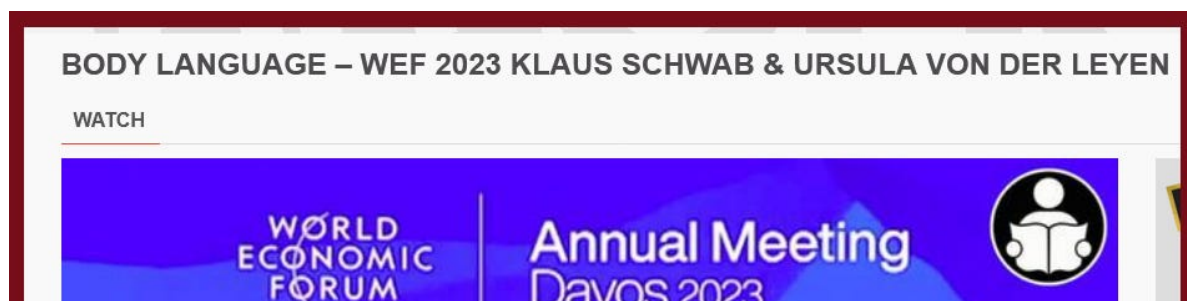 BODY LANGUAGE – WEF 2023 KLAUS SCHWAB & URSULA VON DER LEYEN
WATCH
WORLD
ECONOMIC
FORUM
Annual Meeting
Davos 2023